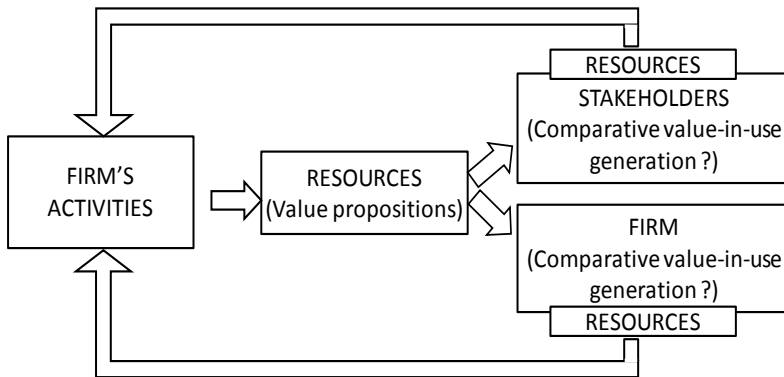 RESOURCES
STAKEHOLDERS
(Comparative value-in-use
generation ?)
FIRM'S
ACTIVITIES
RESOURCES
(Value propositions)
FIRM
(Comparative value-in-use
generation ?)
RESOURCES